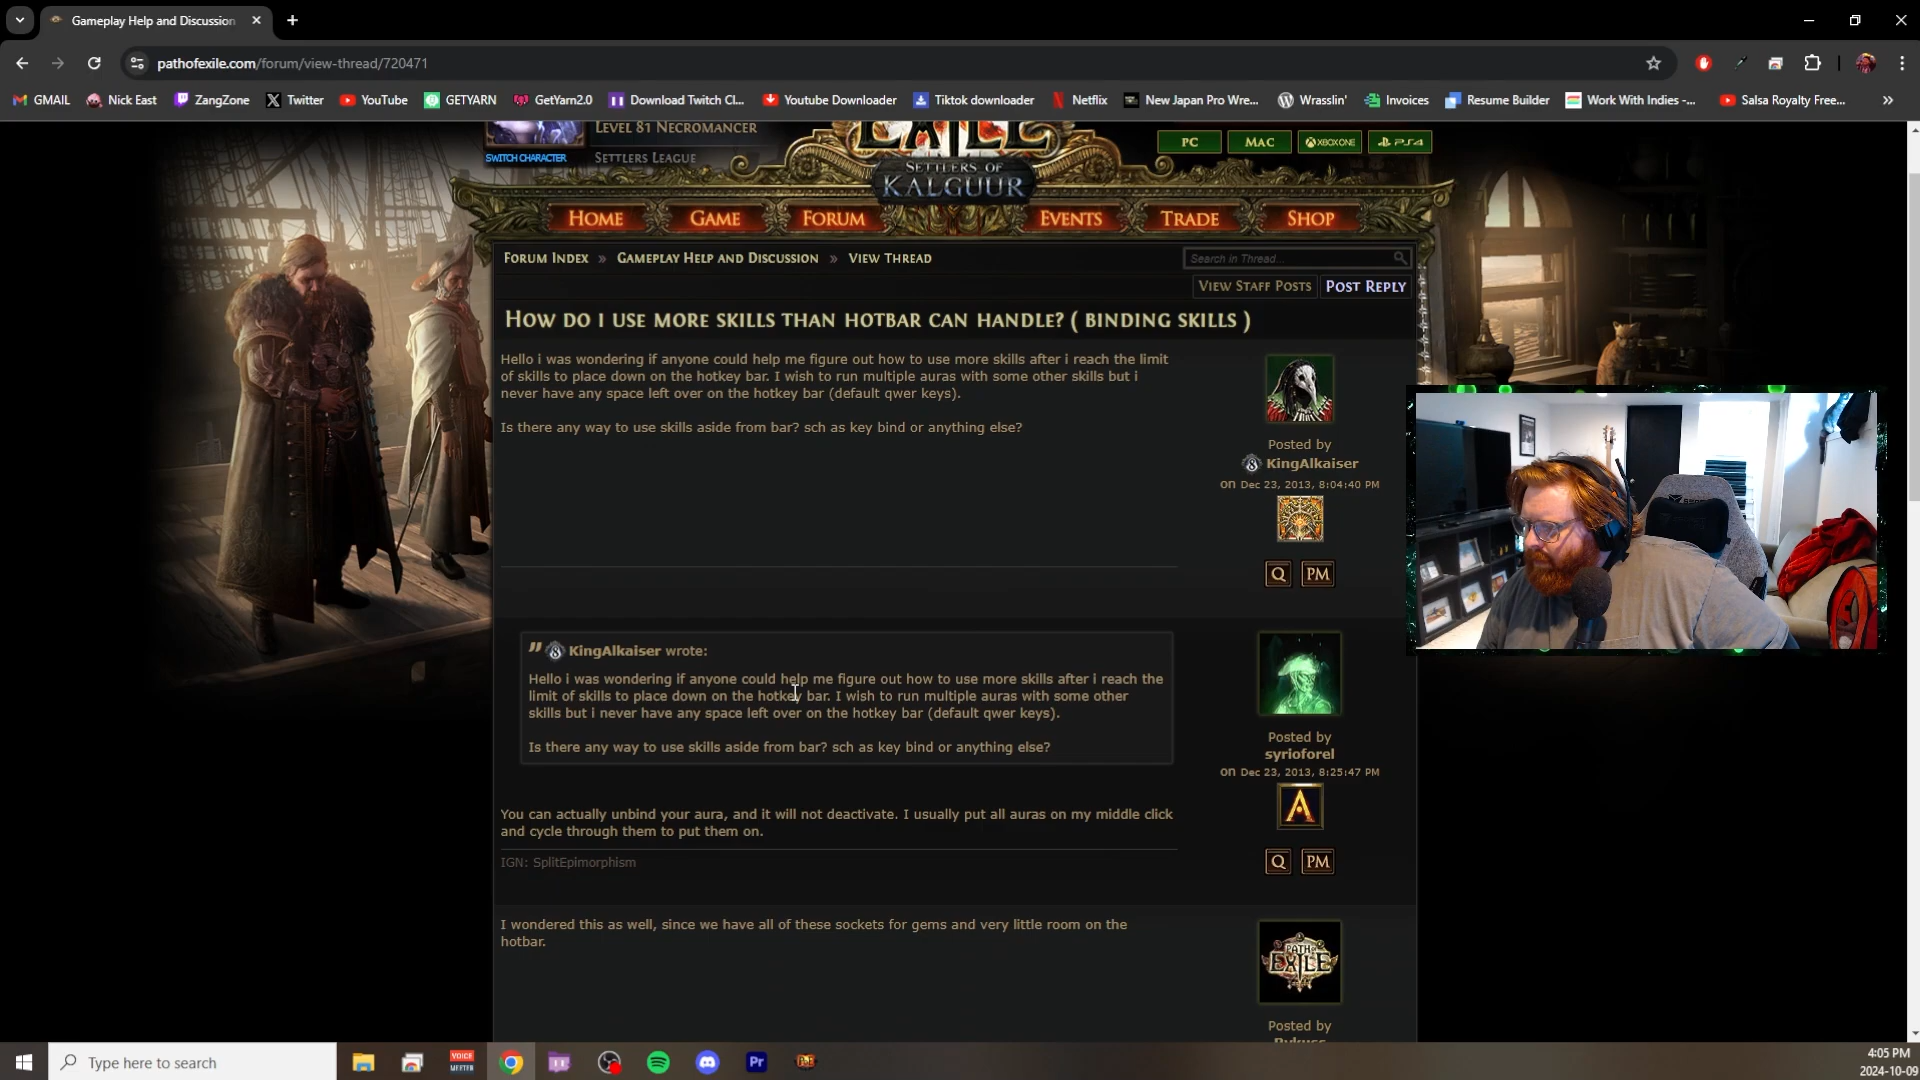 Gameplay Help and Discussion
pathofexile.com/forum/view-thread/720471
GMAIL
Nick East
ZangZone
Twitter
YouTube
GETYARN
GetYarn2.0
Download Twitch Cl...
Youtube Downloader
Tiktok downloader
Netflix
New Japan Pro Wre...
Wrasslin'
Invoices
Resume Builder
Work With Indies -...
Salsa Royalty Free...
Level 81 Necromancer
SWITCH CHARACTER
Settlers League
EXILE
SETTLERS OF
KALGUUR
PC
MAC
XBOX ONE
PS4
Home
Game
Forum
Events
Trade
Shop
Forum Index » Gameplay Help and Discussion » View Thread
Search in Thread...
View Staff Posts
Post Reply
How do i use more skills than hotbar can handle? ( binding skills )
Hello i was wondering if anyone could help me figure out how to use more skills after i reach the limit
of skills to place down on the hotkey bar. I wish to run multiple auras with some other skills but i
never have any space left over on the hotkey bar (default qwer keys).
Is there any way to use skills aside from bar? sch as key bind or anything else?
Posted by
8 KingAlkaiser
on Dec 23, 2013, 8:04:40 PM
Q PM
" 8 KingAlkaiser wrote:
Hello i was wondering if anyone could help me figure out how to use more skills after i reach the
limit of skills to place down on the hotkey bar. I wish to run multiple auras with some other
skills but i never have any space left over on the hotkey bar (default qwer keys).
Is there any way to use skills aside from bar? sch as key bind or anything else?
You can actually unbind your aura, and it will not deactivate. I usually put all auras on my middle click
and cycle through them to put them on.
IGN: SplitEpimorphism
Posted by
syrioforel
on Dec 23, 2013, 8:25:47 PM
A
Q PM
I wondered this as well, since we have all of these sockets for gems and very little room on the
hotbar.
PATH OF
EXILE
Posted by
Type here to search
VOICE
MEETER
Pr
4:05 PM
2024-10-09